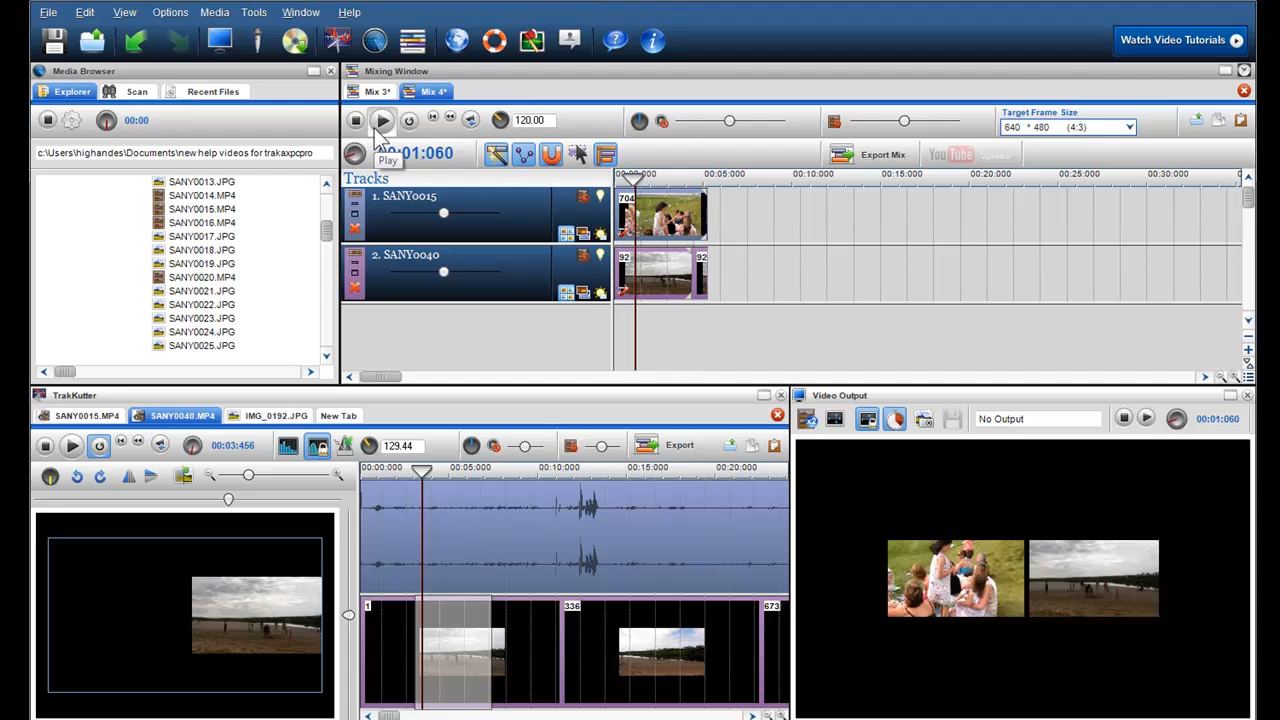 File Edit View Options Media Tools Window Help
Watch Video Tutorials
Media Browser
Explorer Scan Recent Files
00:00
c:\Users\highandes\Documents\new help videos for trakaxpcpro
SANY0013.JPG
SANY0014.MP4
SANY0015.MP4
SANY0016.MP4
SANY0017.JPG
SANY0018.JPG
SANY0019.JPG
SANY0020.MP4
SANY0021.JPG
SANY0022.JPG
SANY0023.JPG
SANY0024.JPG
SANY0025.JPG
Mixing Window
Mix 3* Mix 4*
120.00
Target Frame Size
640 * 480 (4:3)
Play
1:060
Export Mix
YouTube
Tracks
00:05:000 00:10:000 00:15:000 00:20:000 00:25:000 00:30:000
1. SANY0015
704
2. SANY0040
92 92
TrakKutter
SANY0015.MP4 SANY0040.MP4 IMG_0192.JPG New Tab
00:03:456
129.44
Export
00:00:000 00:05:000 00:10:000 00:15:000 00:20:000
1 336 673
Video Output
No Output
00:01:060